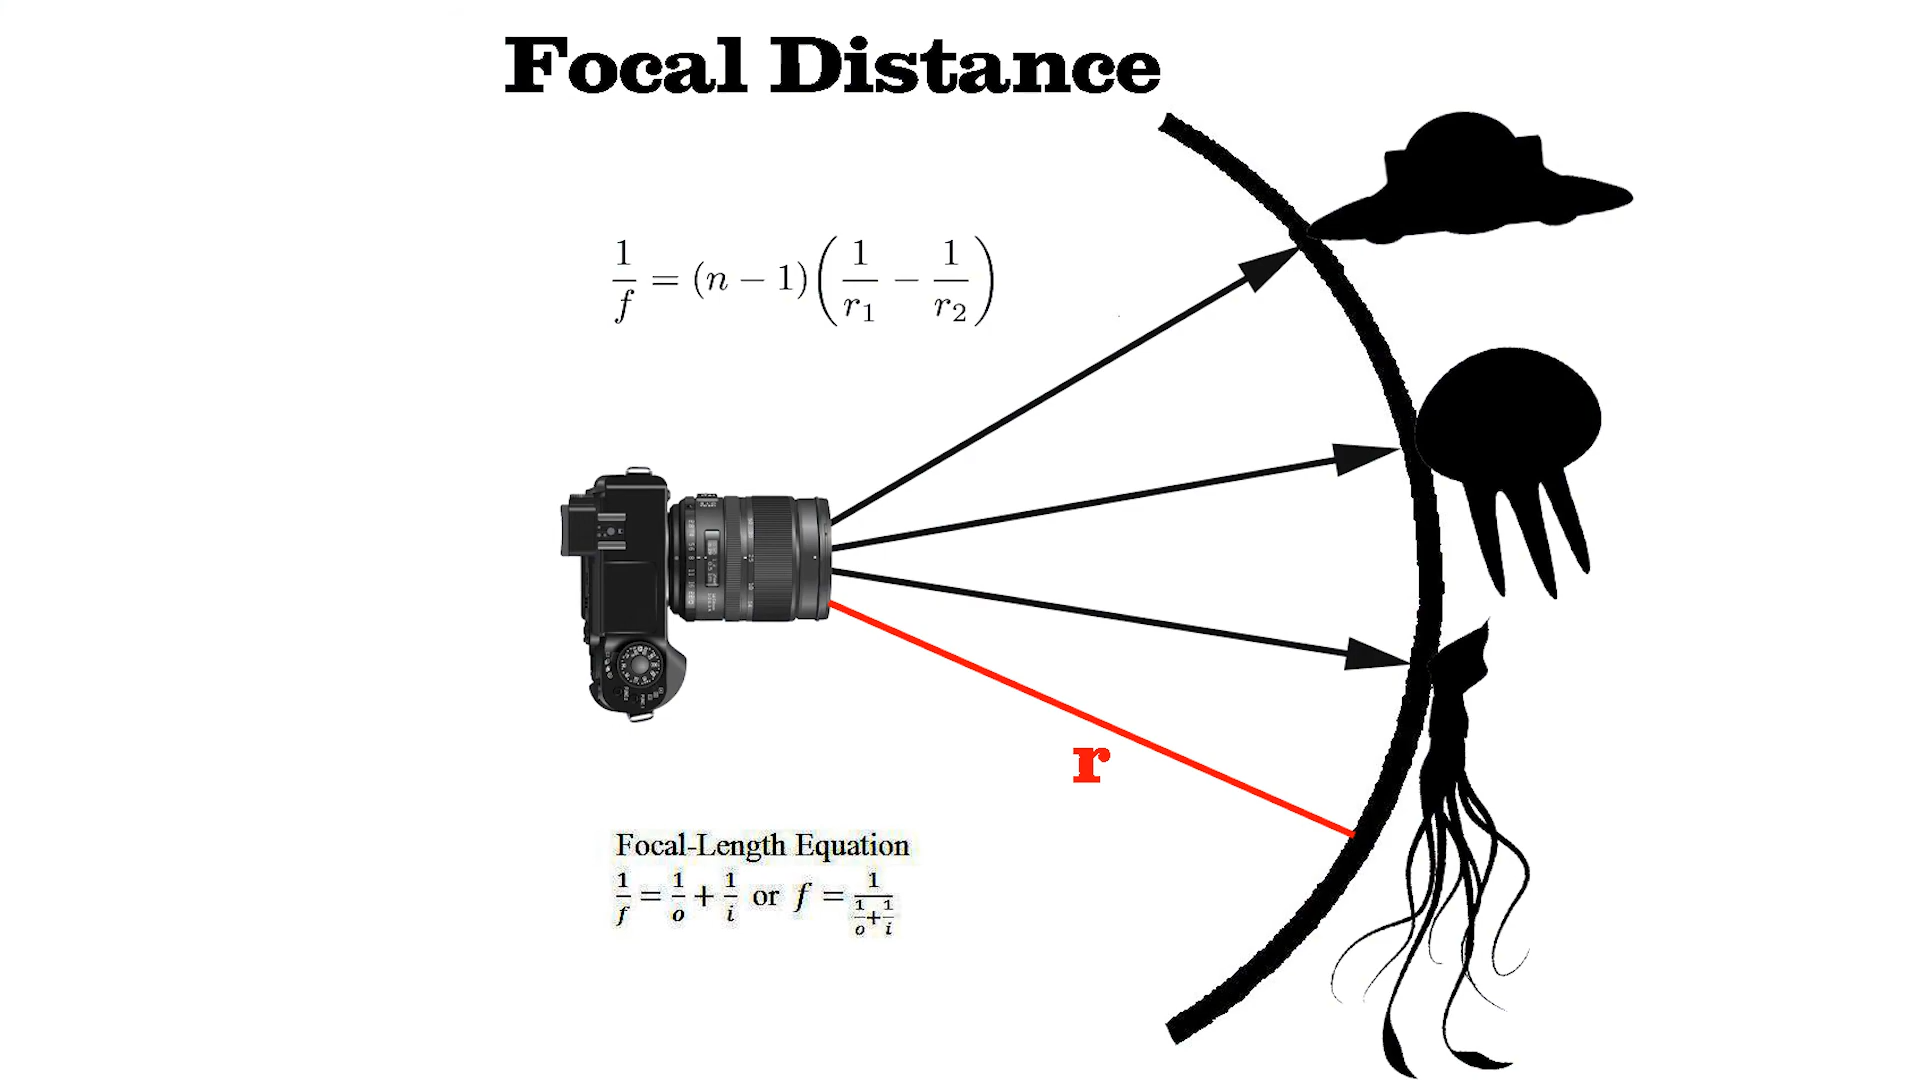 Focal Distance
1/f = (n − 1)(1/r₁ − 1/r₂)
r
Focal-Length Equation
1/f = 1/o + 1/i or f = 1/(1/o + 1/i)